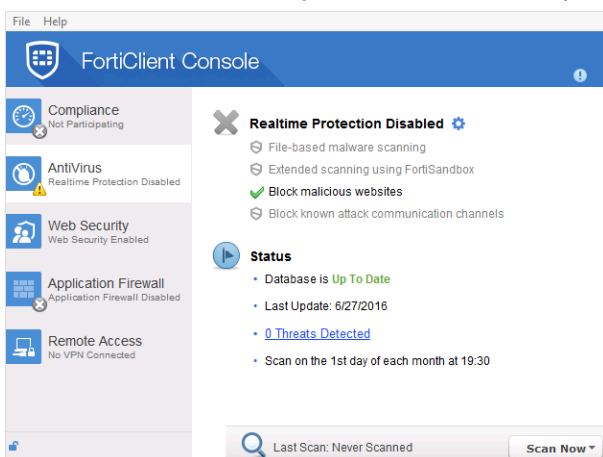 File Help
FortiClient Console
Compliance
Not Participating
AntiVirus
Realtime Protection Disabled
Web Security
Web Security Enabled
Application Firewall
Application Firewall Disabled
Remote Access
No VPN Connected
Realtime Protection Disabled
File-based malware scanning
Extended scanning using FortiSandbox
Block malicious websites
Block known attack communication channels
Status
• Database is Up To Date
• Last Update: 6/27/2016
• 0 Threats Detected
• Scan on the 1st day of each month at 19:30
Last Scan: Never Scanned
Scan Now